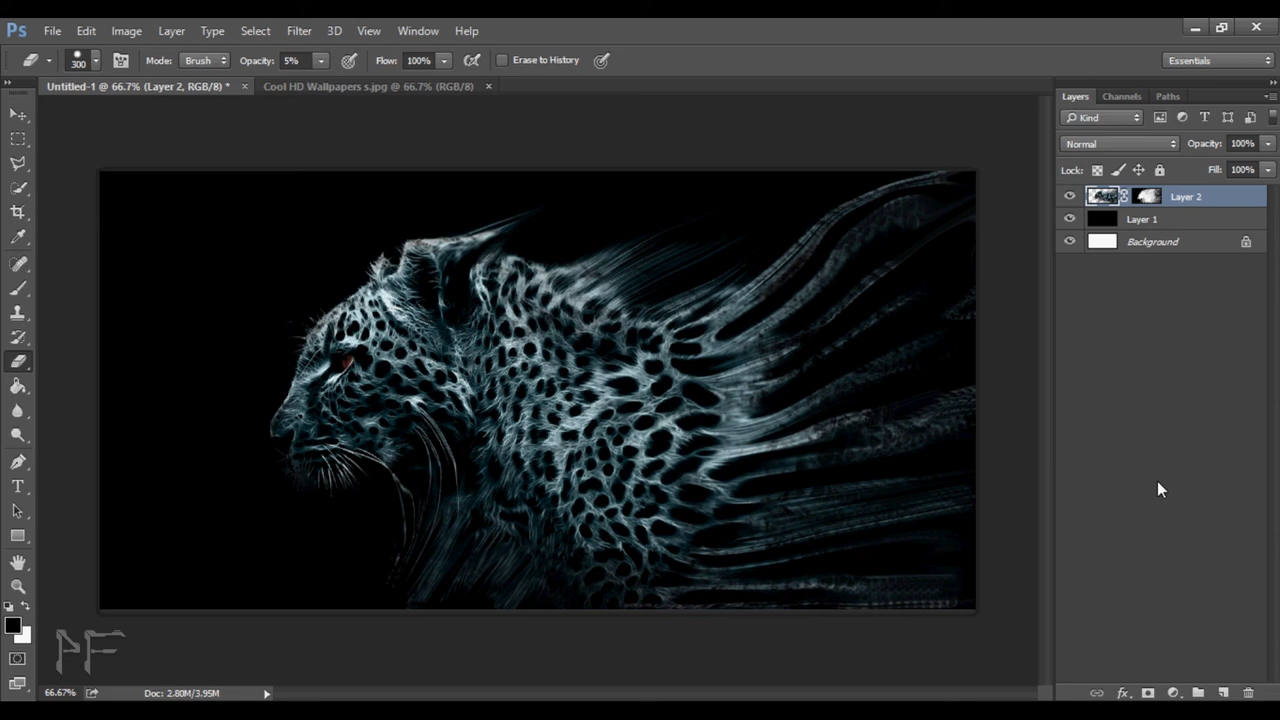 Ps File Edit Image Layer Type Select Filter 3D View Window Help
300 Mode: Brush Opacity: 5% Flow: 100% Erase to History Essentials
Untitled-1 @ 66.7% (Layer 2, RGB/8) * × Cool HD Wallpapers s.jpg @ 66.7% (RGB/8) ×
Layers Channels Paths
Kind
Normal Opacity: 100%
Lock: Fill: 100%
Layer 2
Layer 1
Background
PF
66.67% Doc: 2.80M/3.95M